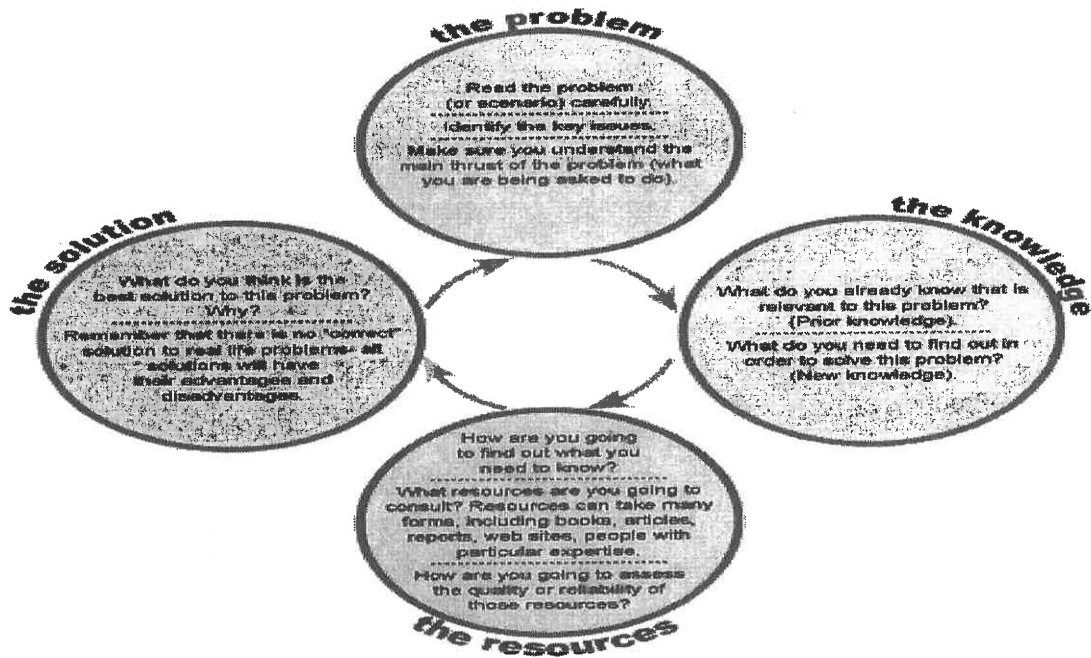 the problem
Read the problem
(or scenario) carefully.
Identify the key issues.
Make sure you understand the
main thrust of the problem (what
you are being asked to do).
the knowledge
What do you already know that is
relevant to this problem?
(Prior knowledge).
What do you need to find out in
order to solve this problem?
(New knowledge).
the resources
How are you going
to find out what you
need to know?
What resources are you going to
consult? Resources can take many
forms, including books, articles,
reports, web sites, people with
particular expertise.
How are you going to assess
the quality or reliability of
those resources?
the solution
What do you think is the
best solution to this problem?
Why?
Remember that there is no "correct"
solution to real life problems- all
solutions will have
their advantages and
disadvantages.